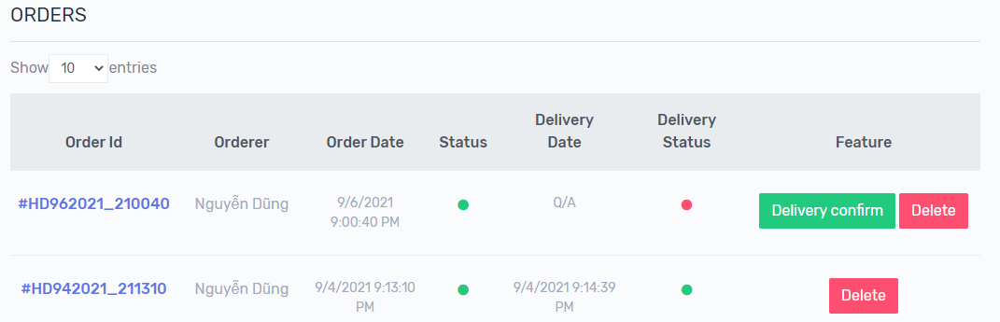 ORDERS
Show 10 entries
Order Id Orderer Order Date Status Delivery Date Delivery Status Feature
#HD962021_210040 Nguyễn Dũng 9/6/2021 9:00:40 PM Q/A Delivery confirm Delete
#HD942021_211310 Nguyễn Dũng 9/4/2021 9:13:10 PM 9/4/2021 9:14:39 PM Delete